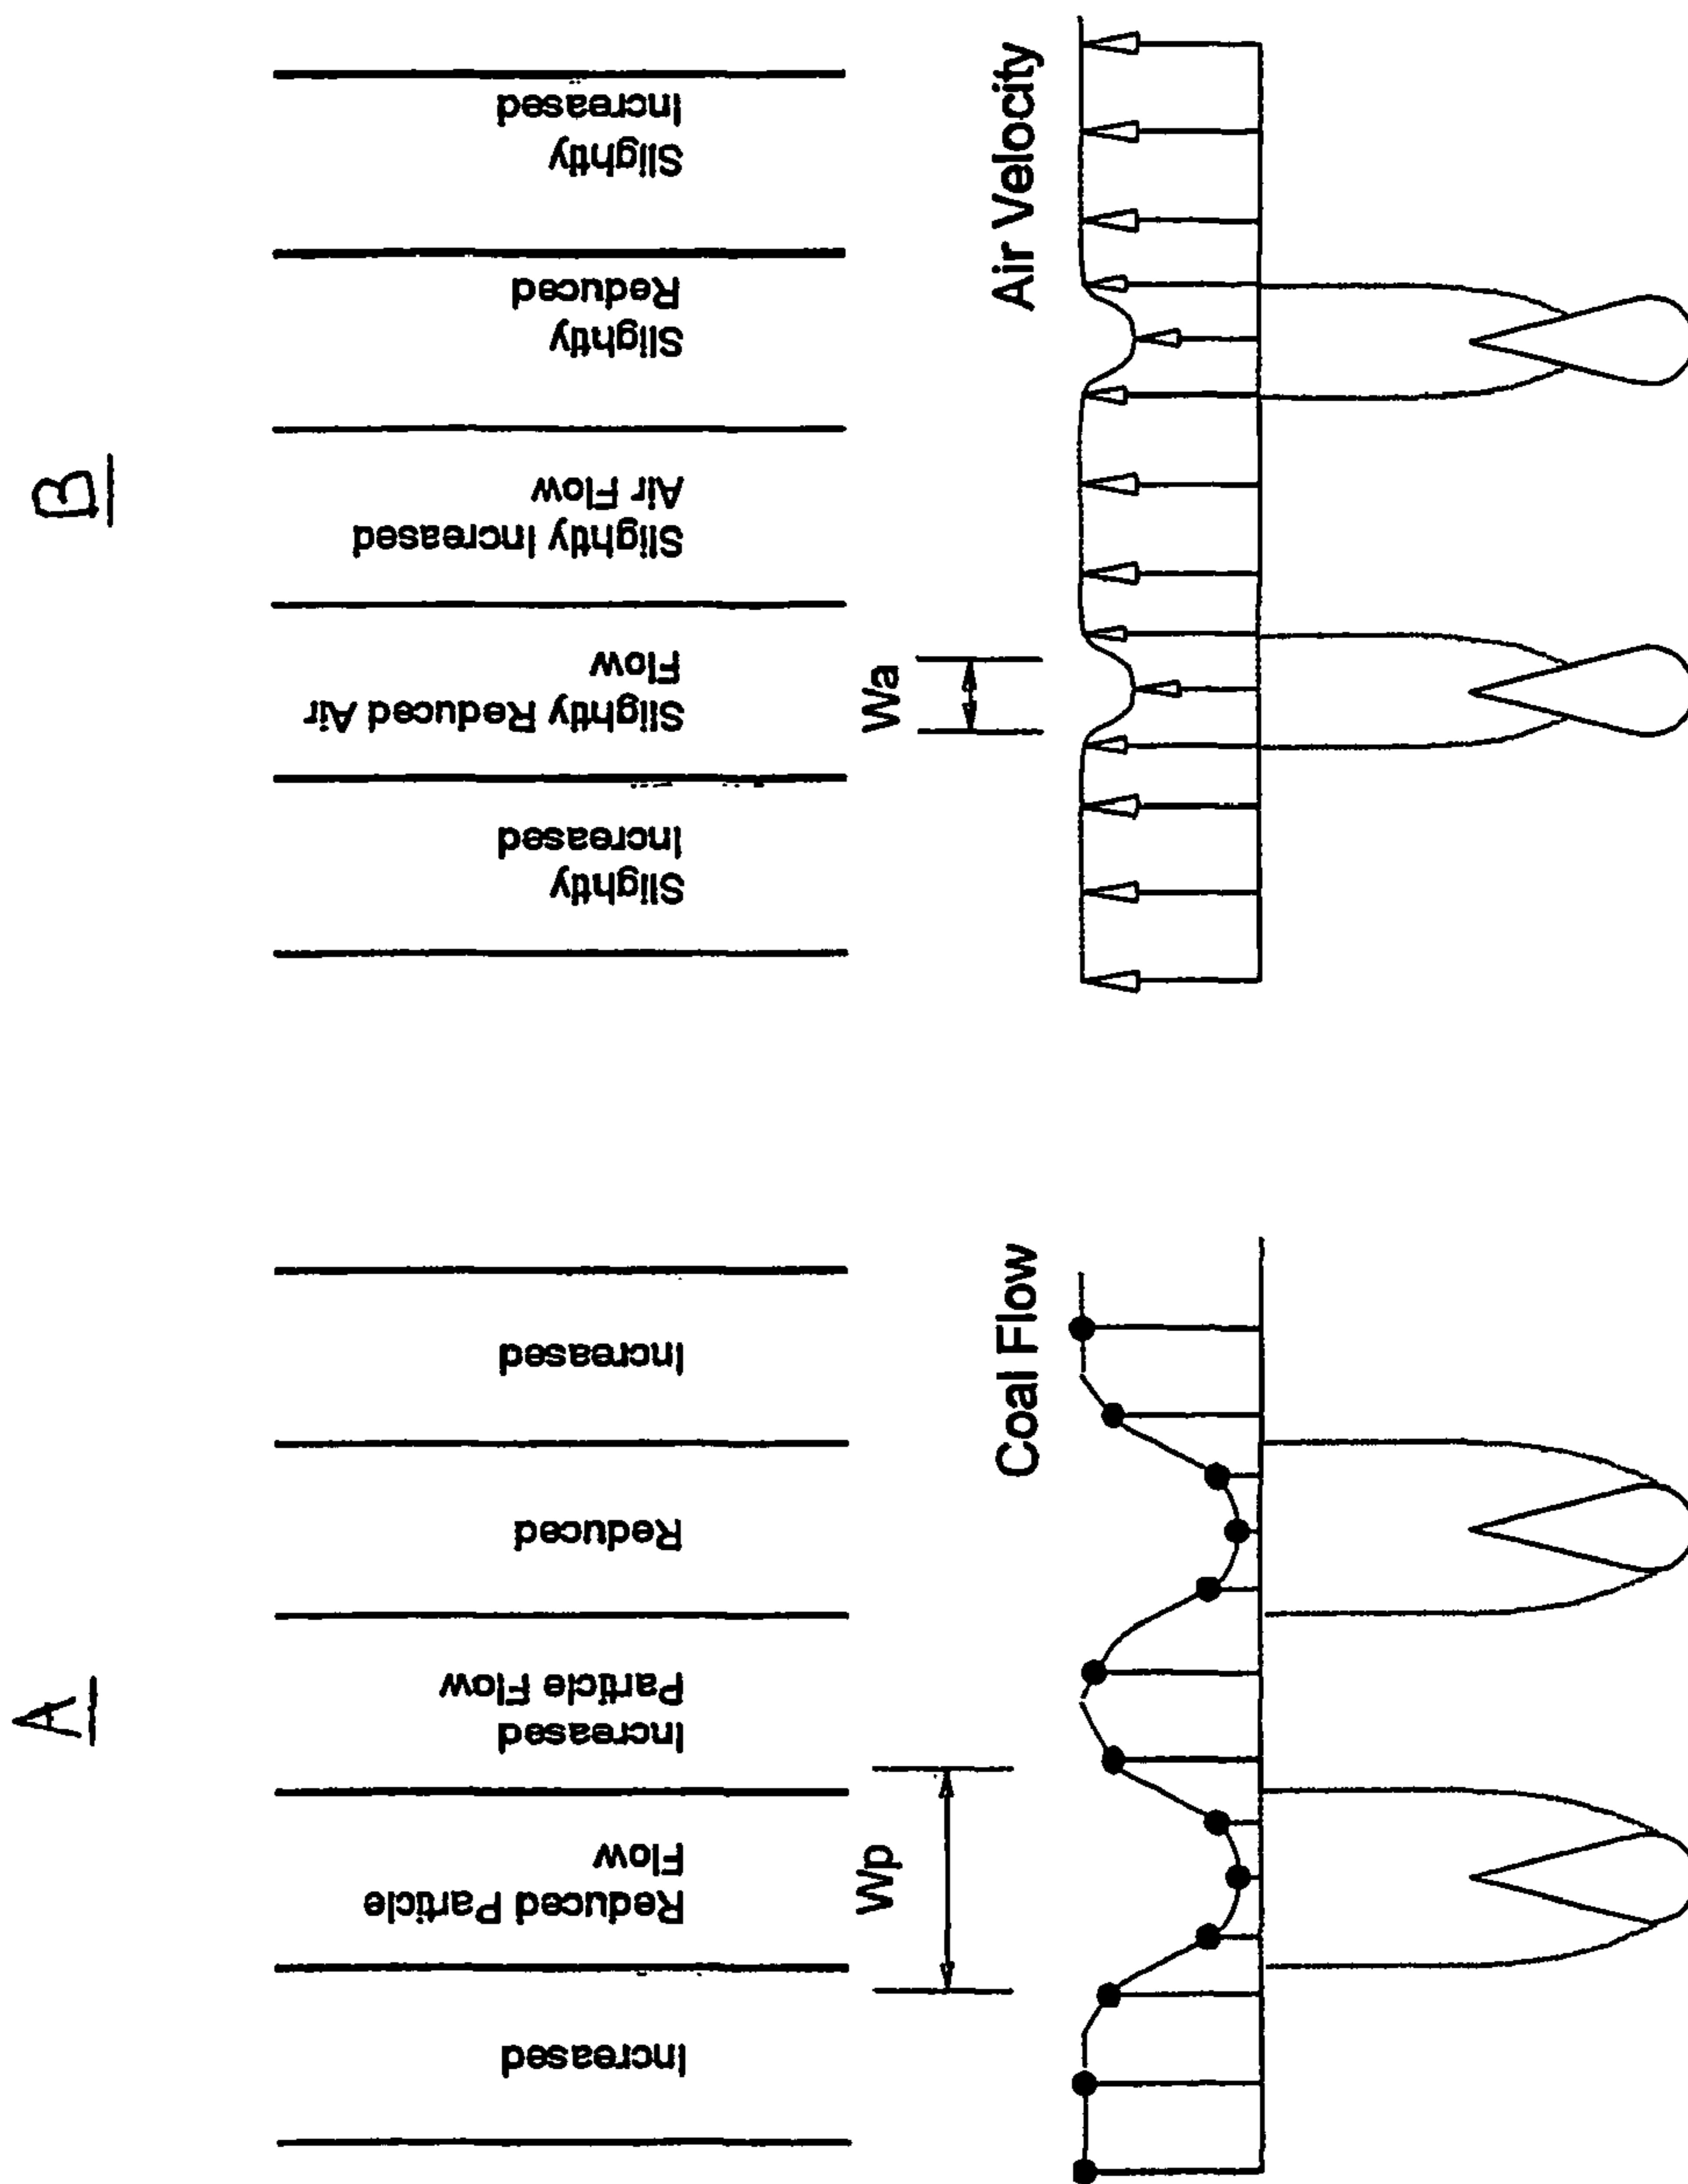 A
Increased
Reduced Particle
Flow
Increased
Particle Flow
Reduced
Increased
Wp
Coal Flow
B
Slightly
Increased
Slightly Reduced Air
Flow
Slightly Increased
Air Flow
Slightly
Reduced
Slightly
Increased
Wa
Air Velocity